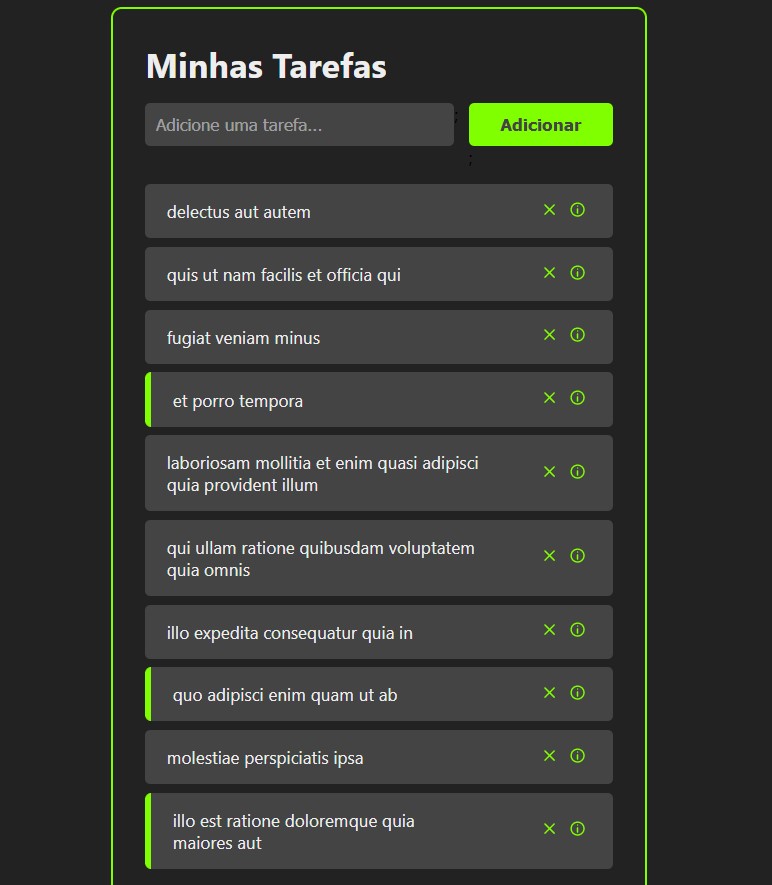 Minhas Tarefas
Adicione uma tarefa... ; Adicionar
;
delectus aut autem
quis ut nam facilis et officia qui
fugiat veniam minus
et porro tempora
laboriosam mollitia et enim quasi adipisci
quia provident illum
qui ullam ratione quibusdam voluptatem
quia omnis
illo expedita consequatur quia in
quo adipisci enim quam ut ab
molestiae perspiciatis ipsa
illo est ratione doloremque quia
maiores aut